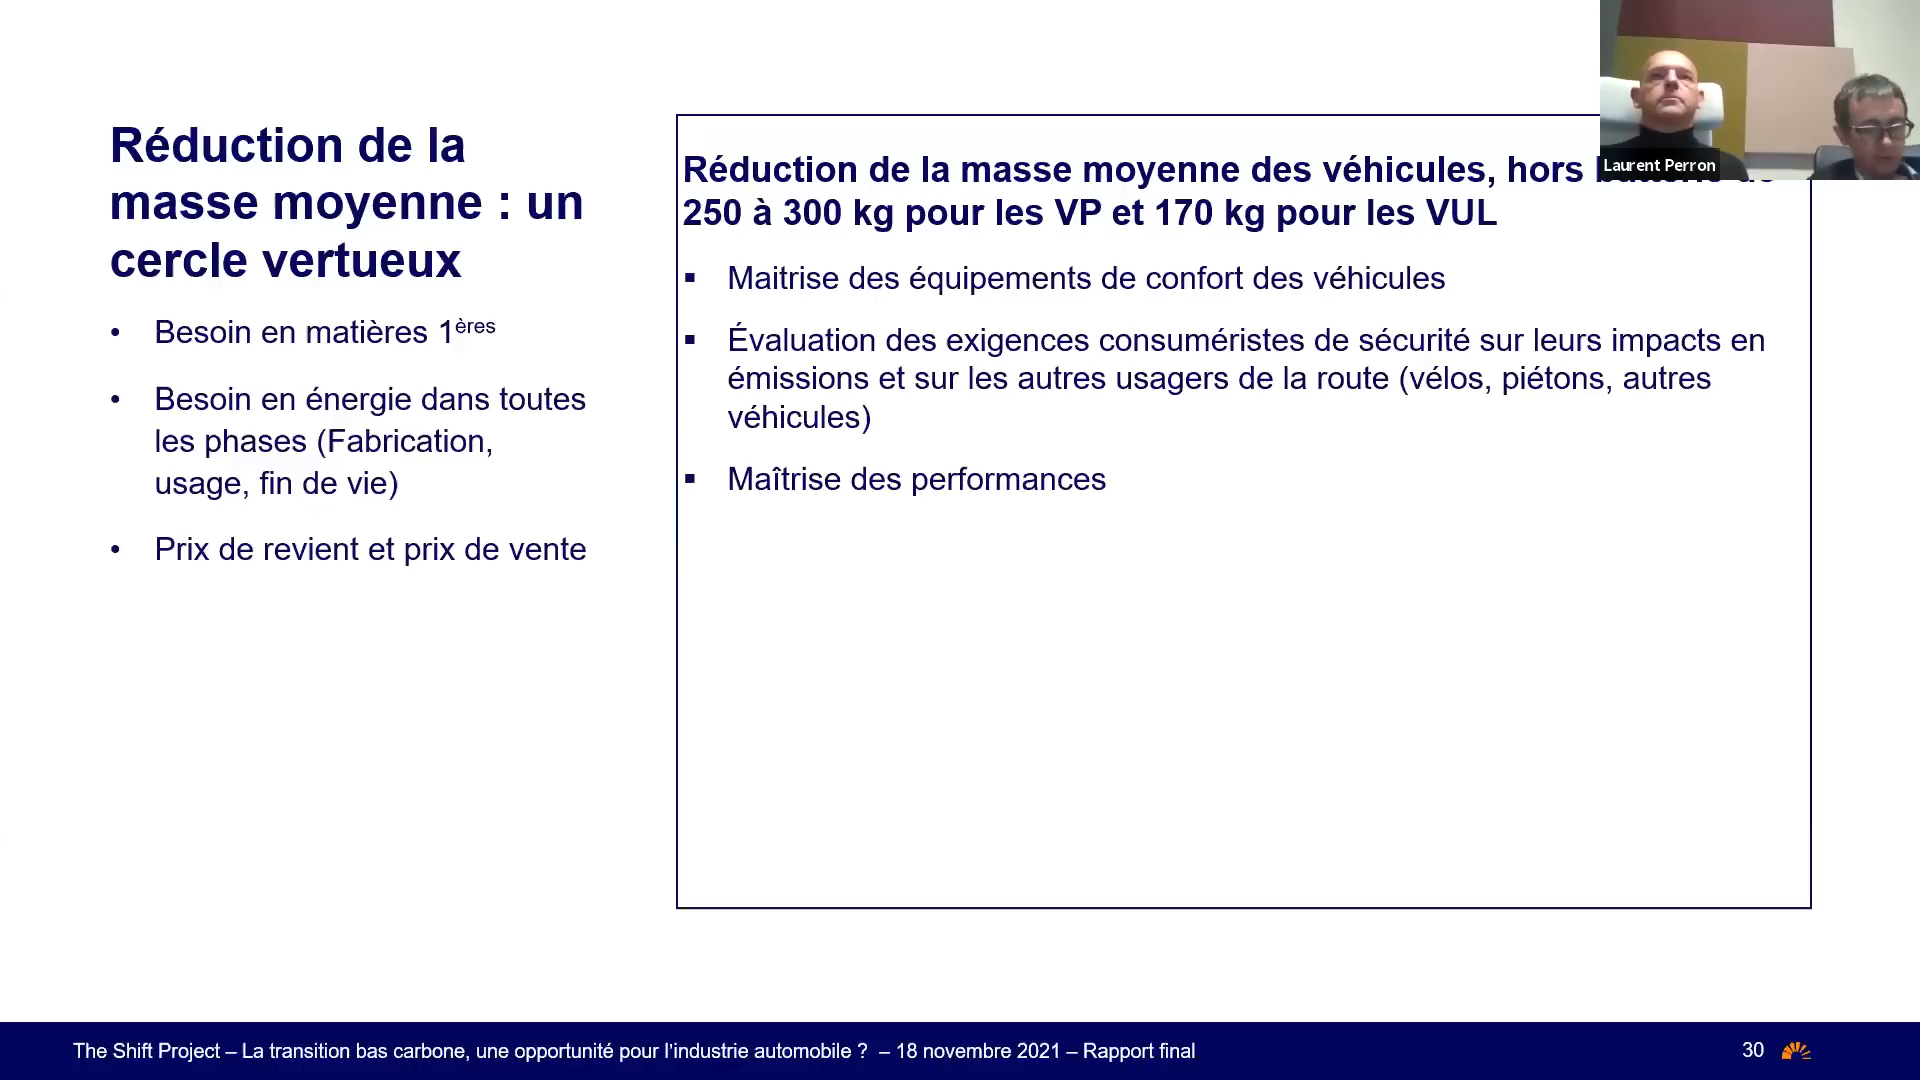 Réduction de la
masse moyenne : un
cercle vertueux
• Besoin en matières 1ères
• Besoin en énergie dans toutes
les phases (Fabrication,
usage, fin de vie)
• Prix de revient et prix de vente
Réduction de la masse moyenne des véhicules, hors
250 à 300 kg pour les VP et 170 kg pour les VUL
▪ Maitrise des équipements de confort des véhicules
▪ Évaluation des exigences consuméristes de sécurité sur leurs impacts en
émissions et sur les autres usagers de la route (vélos, piétons, autres
véhicules)
▪ Maîtrise des performances
Laurent Perron
The Shift Project – La transition bas carbone, une opportunité pour l’industrie automobile ? – 18 novembre 2021 – Rapport final
30